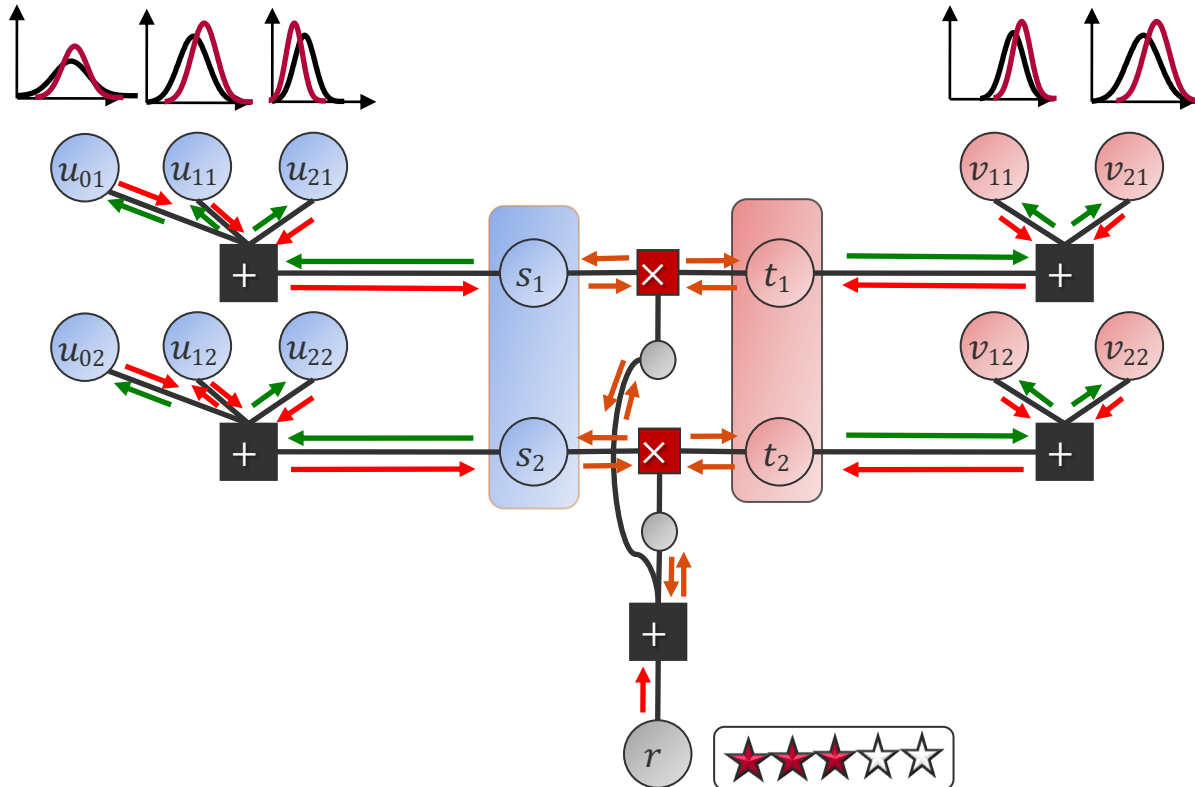 u₀₁ u₁₁ u₂₁ v₁₁ v₂₁
+ s₁ × t₁ +
u₀₂ u₁₂ u₂₂ v₁₂ v₂₂
+ s₂ × t₂ +
+
r